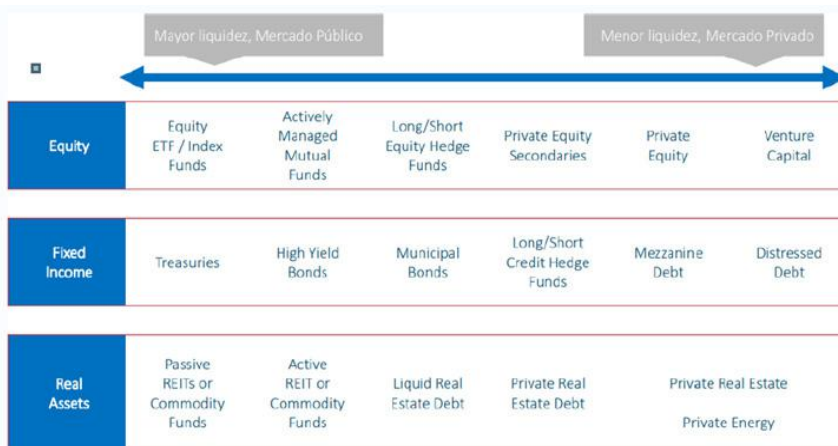 Mayor liquidez, Mercado Público
Menor liquidez, Mercado Privado
Equity
Equity
ETF / Index
Funds
Actively
Managed
Mutual
Funds
Long/Short
Equity Hedge
Funds
Private Equity
Secondaries
Private
Equity
Venture
Capital
Fixed
Income
Treasuries
High Yield
Bonds
Municipal
Bonds
Long/Short
Credit Hedge
Funds
Mezzanine
Debt
Distressed
Debt
Real
Assets
Passive
REITs or
Commodity
Funds
Active
REIT or
Commodity
Funds
Liquid Real
Estate Debt
Private Real
Estate Debt
Private Real Estate
Private Energy